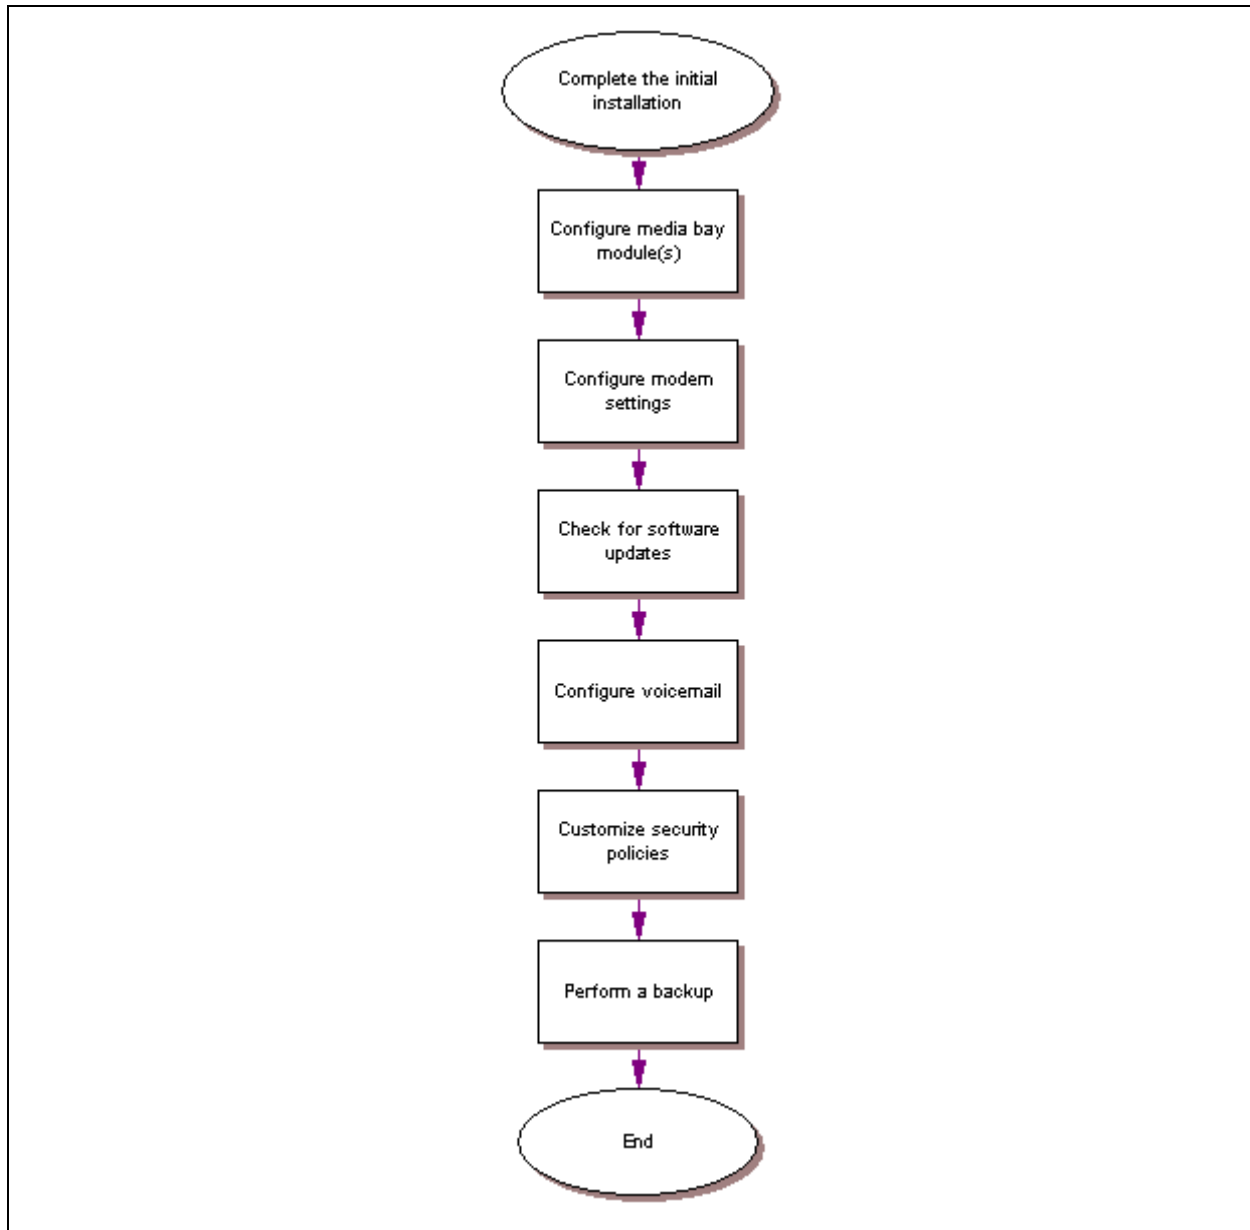 Complete the initial
installation
Configure media bay
module(s)
Configure modem
settings
Check for software
updates
Configure voicemail
Customize security
policies
Perform a backup
End